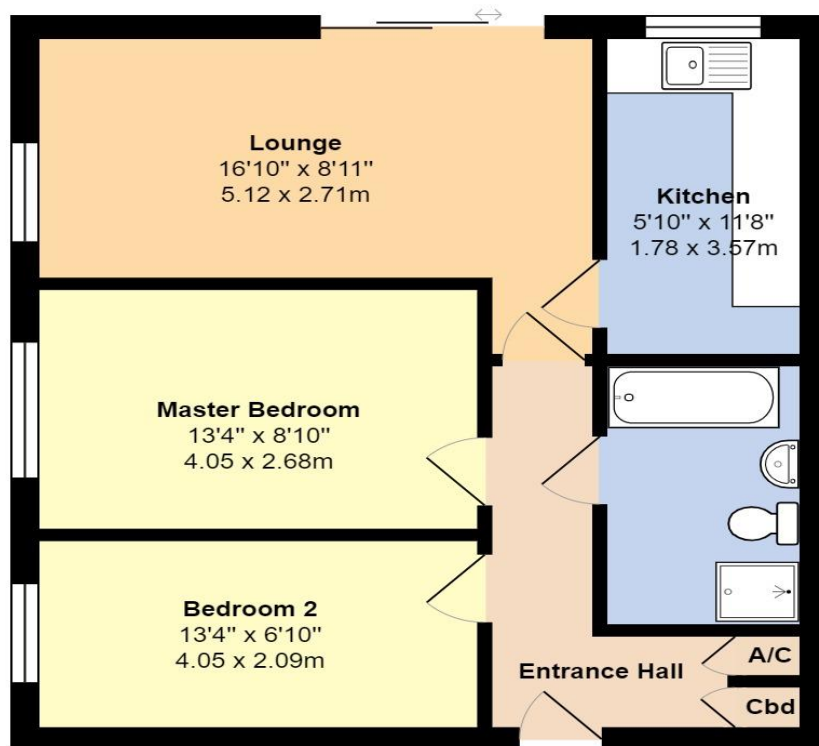 Lounge
16'10" x 8'11"
5.12 x 2.71m
Kitchen
5'10" x 11'8"
1.78 x 3.57m
Master Bedroom
13'4" x 8'10"
4.05 x 2.68m
Bedroom 2
13'4" x 6'10"
4.05 x 2.09m
Entrance Hall
A/C
Cbd